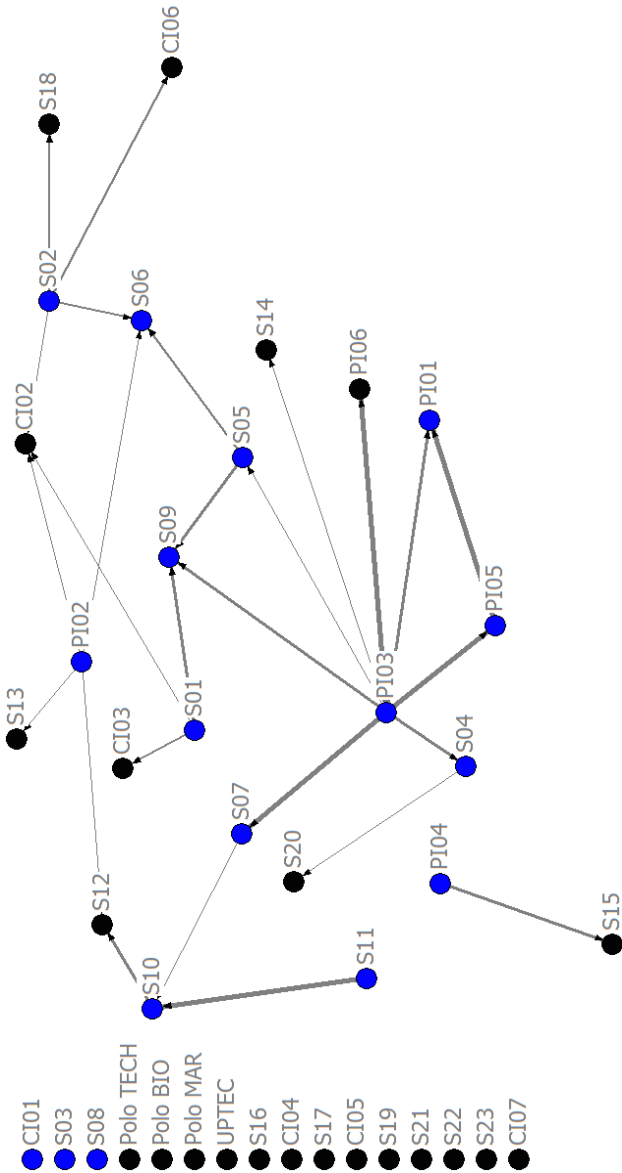 CI06
S18
S02
S06
S14
PI06
CI02
PI01
S05
S09
PI02
PI05
S13
PI03
S01
CI03
S04
S07
S20
PI04
S12
S15
S11
S10
CI01
S03
S08
Polo TECH
Polo BIO
Polo MAR
UPTEC
S16
CI04
S17
CI05
S19
S21
S22
S23
CI07